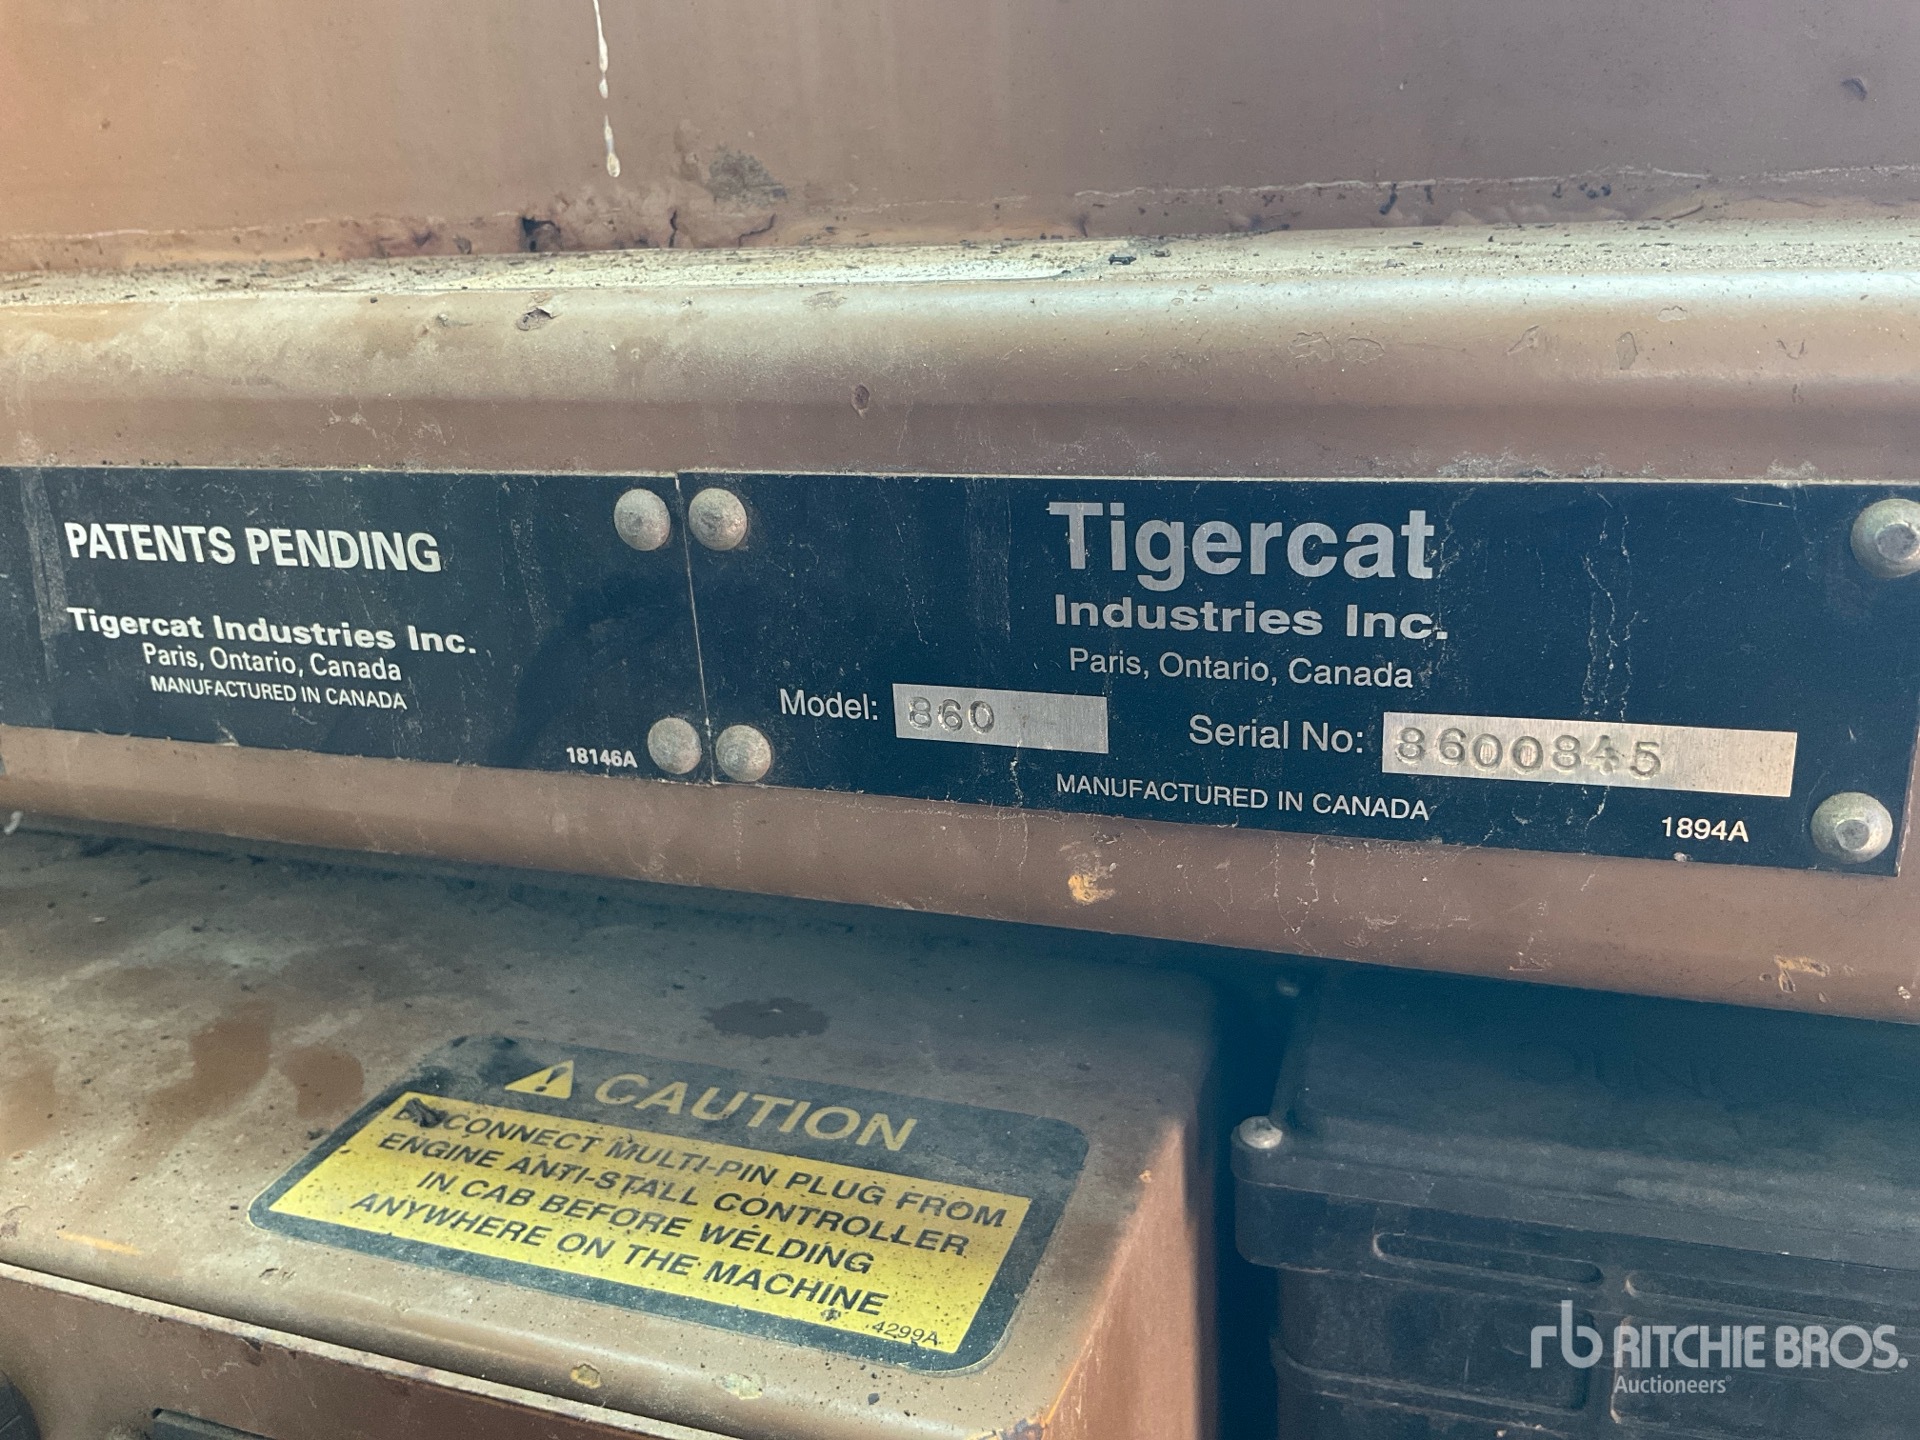 PATENTS PENDING
Tigercat Industries Inc.
Paris, Ontario, Canada
MANUFACTURED IN CANADA
18146A
Tigercat
Industries Inc.
Paris, Ontario, Canada
Model: 860
Serial No: 8600845
MANUFACTURED IN CANADA
1894A
CAUTION
DISCONNECT MULTI-PIN PLUG FROM
ENGINE ANTI-STALL CONTROLLER
IN CAB BEFORE WELDING
ANYWHERE ON THE MACHINE
4299A
rb RITCHIE BROS.
Auctioneers